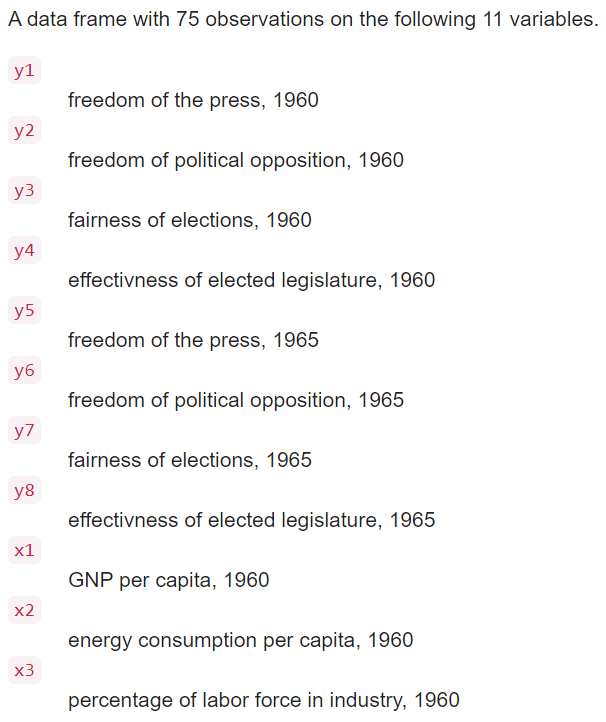 A data frame with 75 observations on the following 11 variables.
y1
freedom of the press, 1960
y2
freedom of political opposition, 1960
y3
fairness of elections, 1960
y4
effectivness of elected legislature, 1960
y5
freedom of the press, 1965
y6
freedom of political opposition, 1965
y7
fairness of elections, 1965
y8
effectivness of elected legislature, 1965
x1
GNP per capita, 1960
x2
energy consumption per capita, 1960
x3
percentage of labor force in industry, 1960